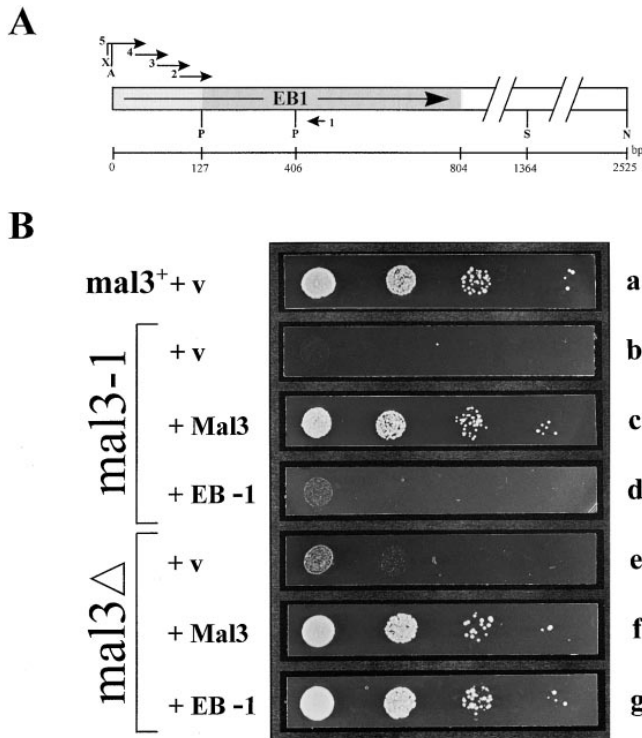 A
5
4
X
A
3
2
EB1
P
P
1
S
N
bp
0
127
406
804
1364
2525
B
mal3+ + v
a
mal3-1
+ v
b
+ Mal3
c
+ EB -1
d
mal3△
+ v
e
+ Mal3
f
+ EB -1
g